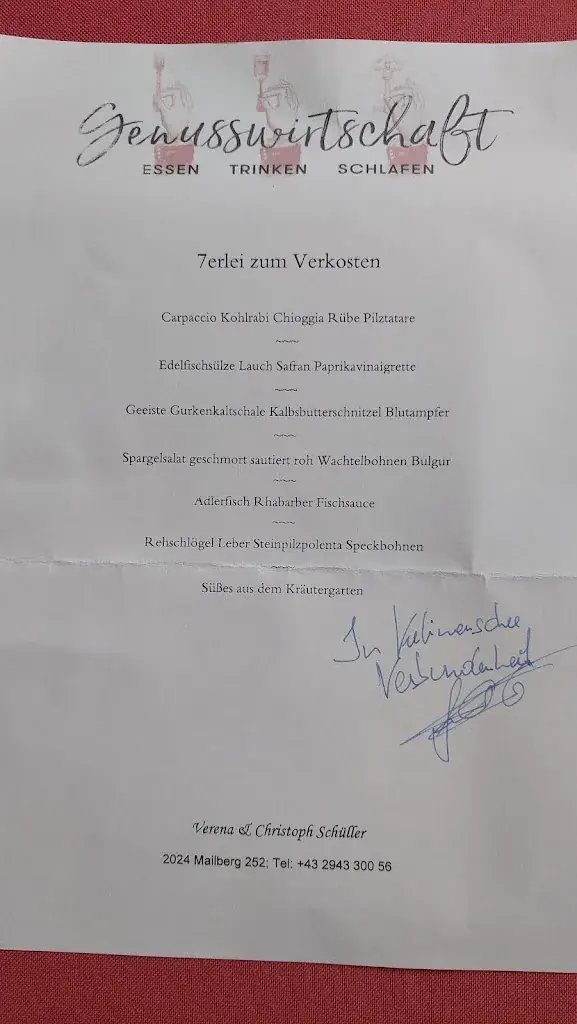 Genusswirtschaft
ESSEN TRINKEN SCHLAFEN
7erlei zum Verkosten
Carpaccio Kohlrabi Chioggia Rübe Pilztatare
~~~
Edelfischsülze Lauch Safran Paprikavinaigrette
~~~
Geeiste Gurkenkaltschale Kalbsbutterschnitzel Blutampfer
~~~
Spargelsalat geschmort sautiert roh Wachtelbohnen Bulgur
~~~
Adlerfisch Rhabarber Fischsauce
~~~
Rehschlögel Leber Steinpilzpolenta Speckbohnen
~~~
Süßes aus dem Kräutergarten
In Kulinarischer
Verbundenheit
Verena & Christoph Schüller
2024 Mailberg 252; Tel: +43 2943 300 56